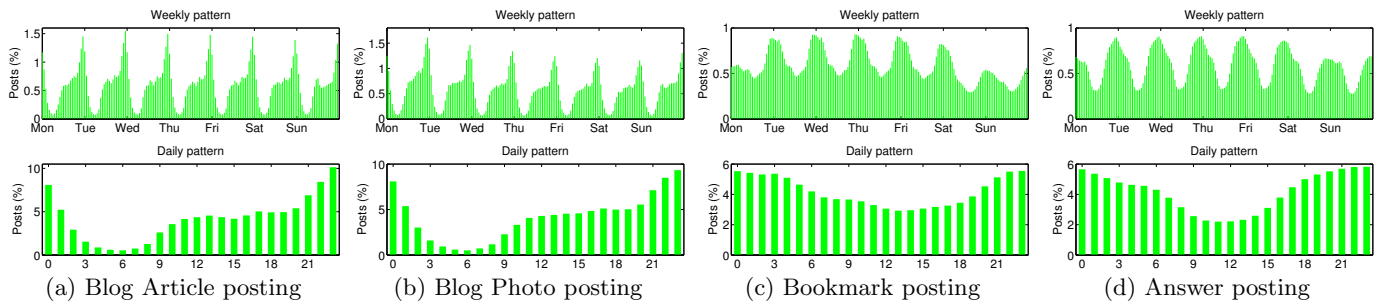 Weekly pattern
Posts (%)
1.5
1
0.5
0
Mon Tue Wed Thu Fri Sat Sun
Daily pattern
Posts (%)
10
5
0
0 3 6 9 12 15 18 21
(a) Blog Article posting
Weekly pattern
Posts (%)
1.5
1
0.5
0
Mon Tue Wed Thu Fri Sat Sun
Daily pattern
Posts (%)
10
5
0
0 3 6 9 12 15 18 21
(b) Blog Photo posting
Weekly pattern
Posts (%)
1
0.5
0
Mon Tue Wed Thu Fri Sat Sun
Daily pattern
Posts (%)
6
4
2
0
0 3 6 9 12 15 18 21
(c) Bookmark posting
Weekly pattern
Posts (%)
1
0.5
0
Mon Tue Wed Thu Fri Sat Sun
Daily pattern
Posts (%)
6
4
2
0
0 3 6 9 12 15 18 21
(d) Answer posting